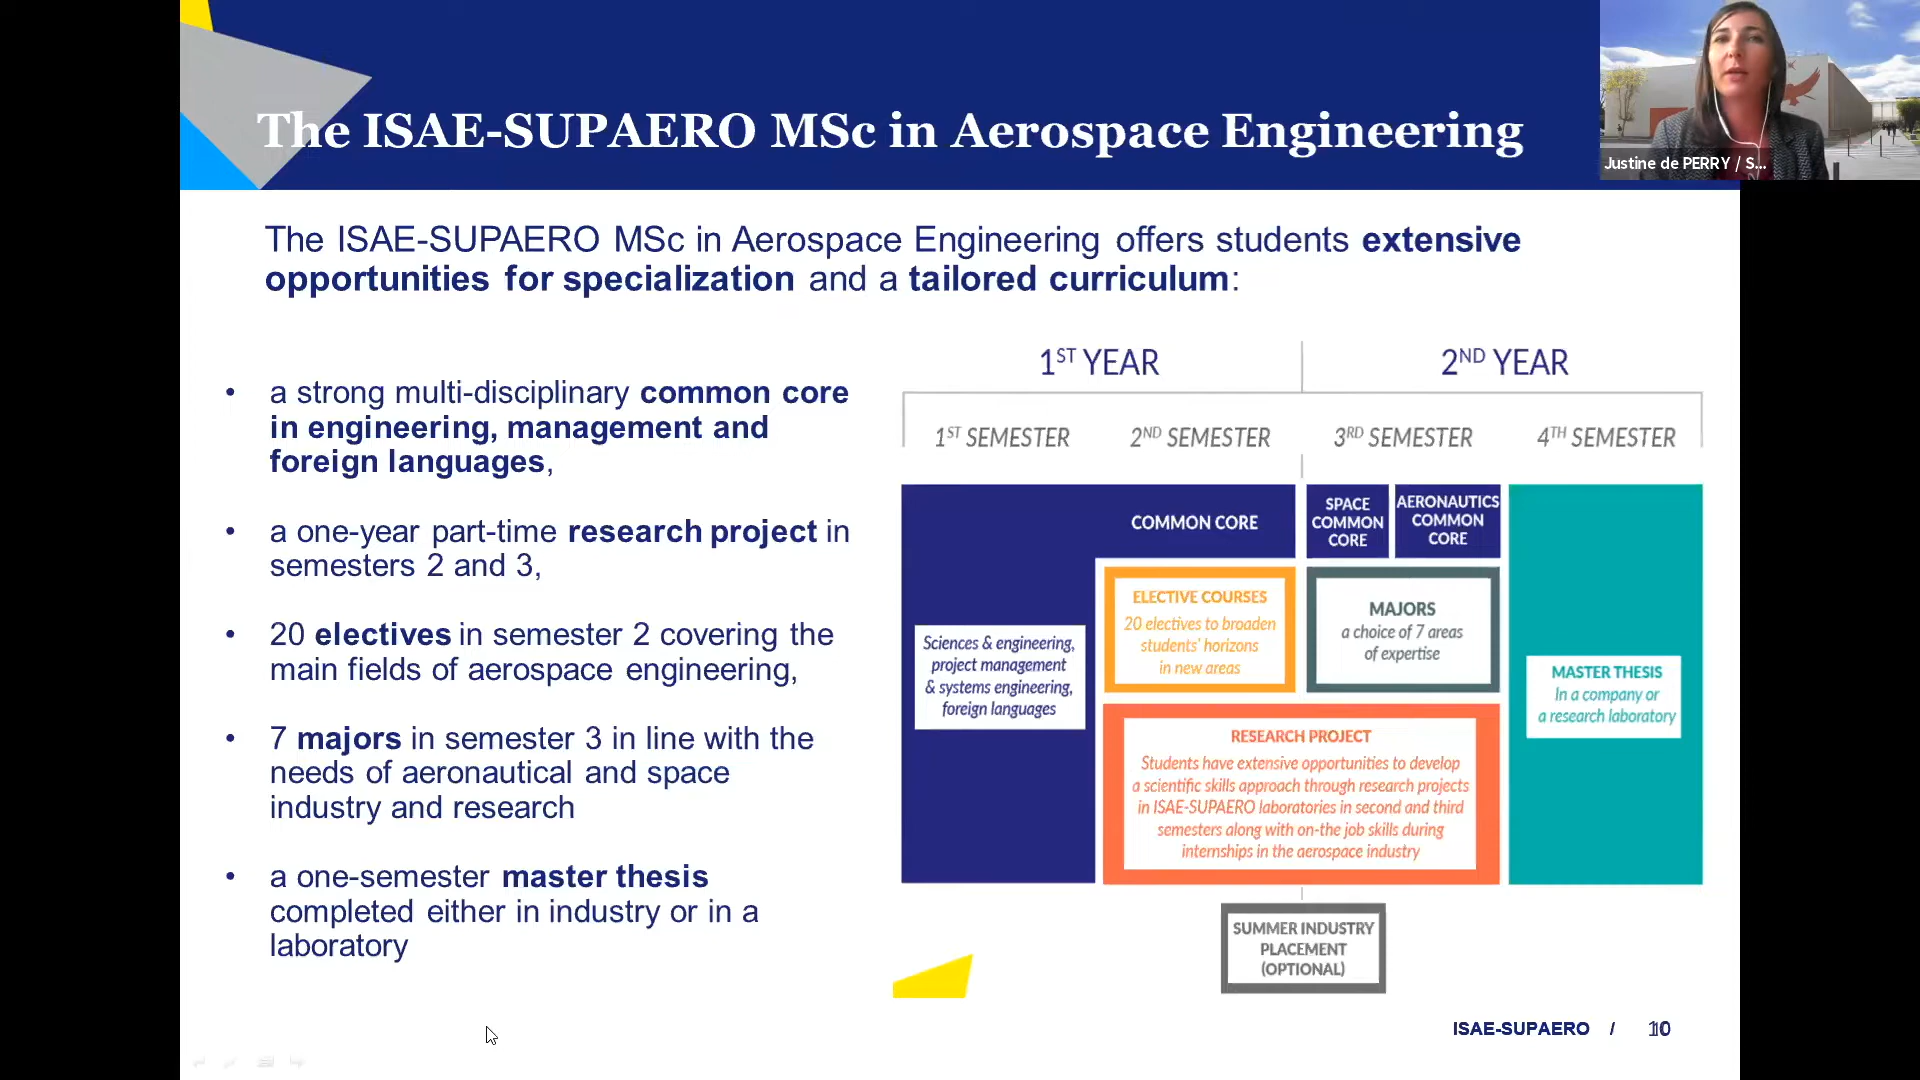 The ISAE-SUPAERO MSc in Aerospace Engineering
Justine de PERRY / S...
The ISAE-SUPAERO MSc in Aerospace Engineering offers students extensive
opportunities for specialization and a tailored curriculum:
• a strong multi-disciplinary common core
in engineering, management and
foreign languages,
• a one-year part-time research project in
semesters 2 and 3,
• 20 electives in semester 2 covering the
main fields of aerospace engineering,
• 7 majors in semester 3 in line with the
needs of aeronautical and space
industry and research
• a one-semester master thesis
completed either in industry or in a
laboratory
1ST YEAR
2ND YEAR
1ST SEMESTER
2ND SEMESTER
3RD SEMESTER
4TH SEMESTER
COMMON CORE
Sciences & engineering,
project management
& systems engineering,
foreign languages
ELECTIVE COURSES
20 electives to broaden
students' horizons
in new areas
SPACE
COMMON
CORE
AERONAUTICS
COMMON
CORE
MAJORS
a choice of 7 areas
of expertise
RESEARCH PROJECT
Students have extensive opportunities to develop
a scientific skills approach through research projects
in ISAE-SUPAERO laboratories in second and third
semesters along with on-the job skills during
internships in the aerospace industry
MASTER THESIS
In a company or
a research laboratory
SUMMER INDUSTRY
PLACEMENT
(OPTIONAL)
ISAE-SUPAERO / 10